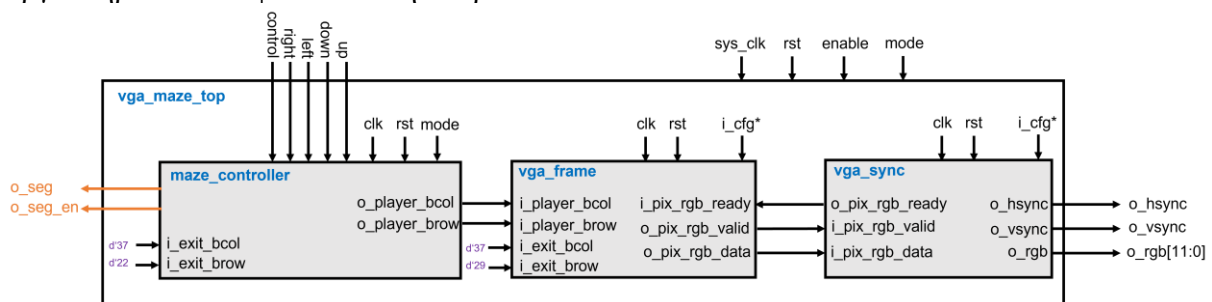 control
right
left
down
up
sys_clk rst enable mode
vga_maze_top
clk rst mode
clk rst i_cfg*
clk rst i_cfg*
maze_controller
vga_frame
vga_sync
o_seg
o_seg_en
o_player_bcol
o_player_brow
d'37 i_exit_bcol
d'22 i_exit_brow
i_player_bcol
i_player_brow
d'37 i_exit_bcol
d'29 i_exit_brow
i_pix_rgb_ready
o_pix_rgb_valid
o_pix_rgb_data
o_pix_rgb_ready
i_pix_rgb_valid
i_pix_rgb_data
o_hsync
o_vsync
o_rgb
o_hsync
o_vsync
o_rgb[11:0]